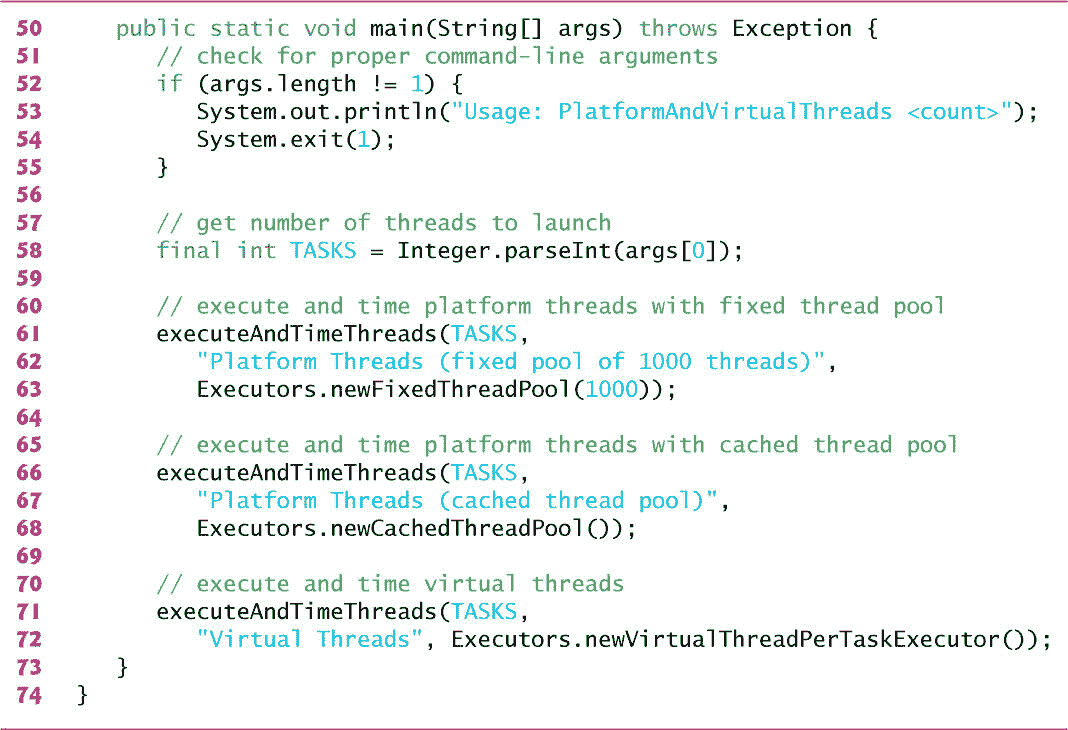 50 public static void main(String[] args) throws Exception {
51 // check for proper command-line arguments
52 if (args.length != 1) {
53 System.out.println("Usage: PlatformAndVirtualThreads <count>");
54 System.exit(1);
55 }
56
57 // get number of threads to launch
58 final int TASKS = Integer.parseInt(args[0]);
59
60 // execute and time platform threads with fixed thread pool
61 executeAndTimeThreads(TASKS,
62 "Platform Threads (fixed pool of 1000 threads)",
63 Executors.newFixedThreadPool(1000));
64
65 // execute and time platform threads with cached thread pool
66 executeAndTimeThreads(TASKS,
67 "Platform Threads (cached thread pool)",
68 Executors.newCachedThreadPool());
69
70 // execute and time virtual threads
71 executeAndTimeThreads(TASKS,
72 "Virtual Threads", Executors.newVirtualThreadPerTaskExecutor());
73 }
74 }